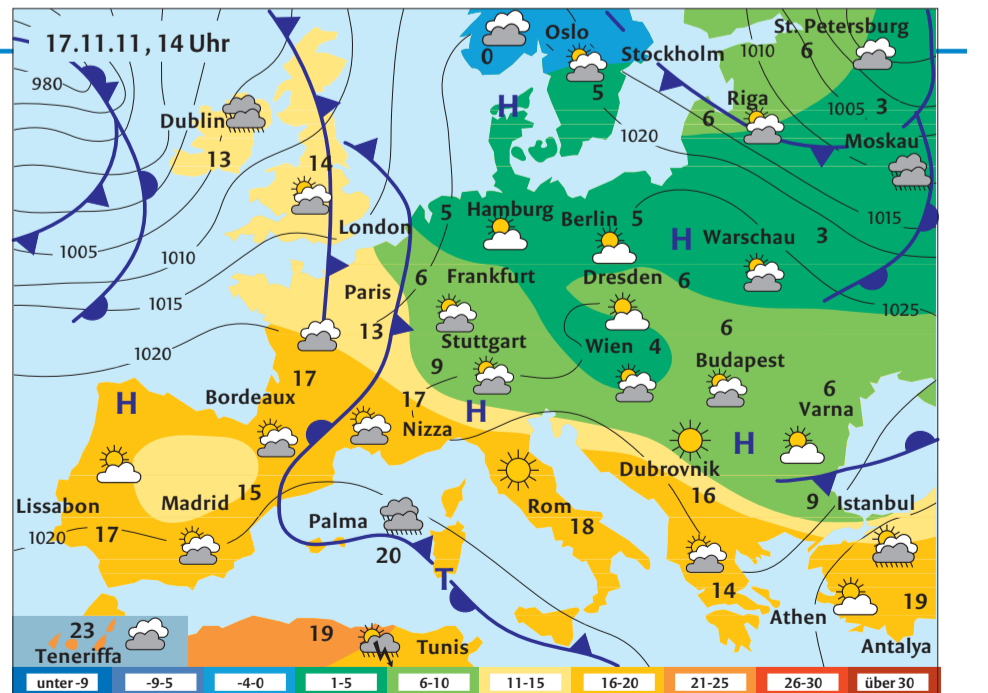 17.11.11, 14 Uhr
St. Petersburg
6
Oslo
0
Stockholm
5
1010
980
Riga
6
1005
3
Moskau
Dublin
13
14
H
1020
1015
London
5
Hamburg
Berlin
5
H
Warschau
3
1005
1010
1015
1020
Paris
13
6
Frankfurt
Dresden
6
1025
Stuttgart
9
Wien
4
6
Budapest
17
Bordeaux
17
Nizza
H
6
Varna
H
H
Dubrovnik
16
Lissabon
17
1020
Madrid
15
Palma
20
Rom
18
9
Istanbul
T
14
Athen
19
Antalya
23
Teneriffa
19
Tunis
unter -9
-9-5
-4-0
1-5
6-10
11-15
16-20
21-25
26-30
über 30